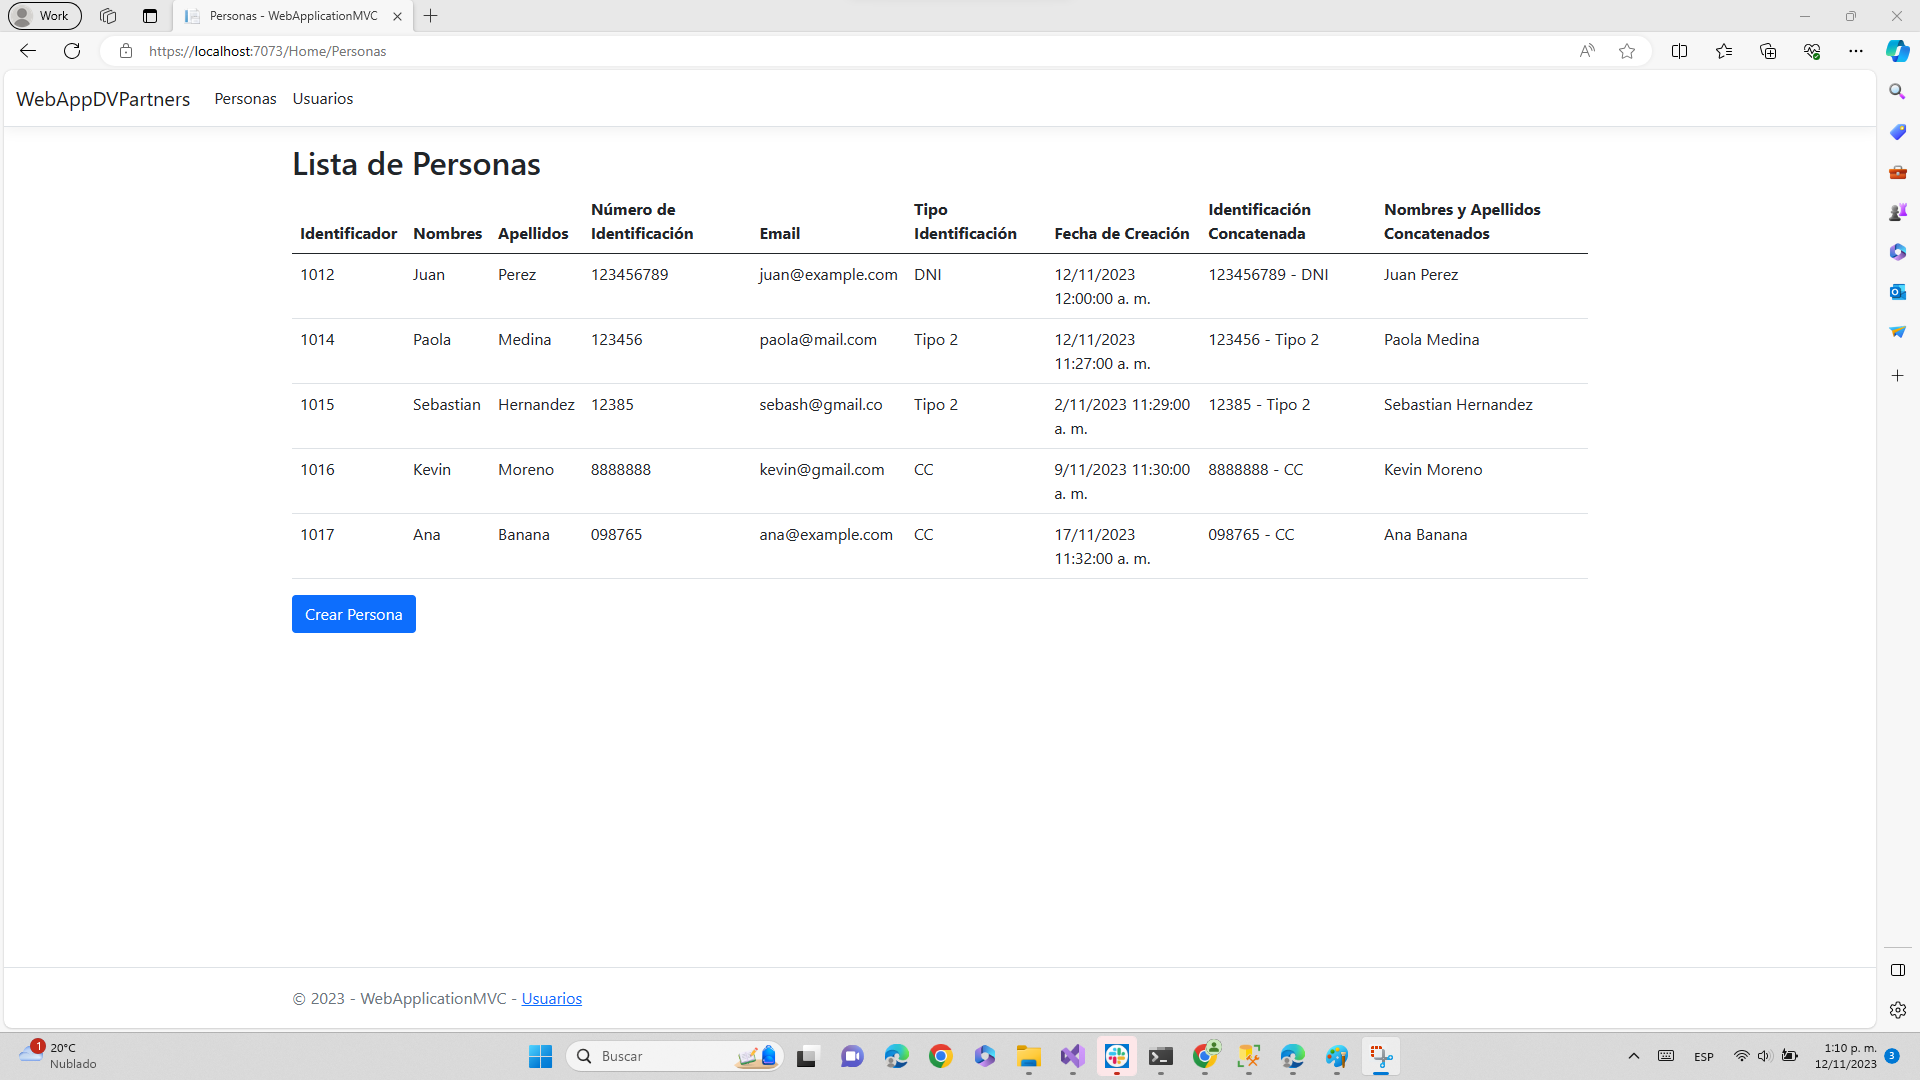 Work
Personas - WebApplicationMVC
https://localhost:7073/Home/Personas
WebAppDVPartners Personas Usuarios
Lista de Personas
Identificador Nombres Apellidos Número de Identificación Email Tipo Identificación Fecha de Creación Identificación Concatenada Nombres y Apellidos Concatenados
1012 Juan Perez 123456789 juan@example.com DNI 12/11/2023 12:00:00 a. m. 123456789 - DNI Juan Perez
1014 Paola Medina 123456 paola@mail.com Tipo 2 12/11/2023 11:27:00 a. m. 123456 - Tipo 2 Paola Medina
1015 Sebastian Hernandez 12385 sebash@gmail.co Tipo 2 2/11/2023 11:29:00 a. m. 12385 - Tipo 2 Sebastian Hernandez
1016 Kevin Moreno 8888888 kevin@gmail.com CC 9/11/2023 11:30:00 a. m. 8888888 - CC Kevin Moreno
1017 Ana Banana 098765 ana@example.com CC 17/11/2023 11:32:00 a. m. 098765 - CC Ana Banana
Crear Persona
© 2023 - WebApplicationMVC - Usuarios
1
20°C
Nublado
Buscar
ESP
1:10 p. m.
12/11/2023
3